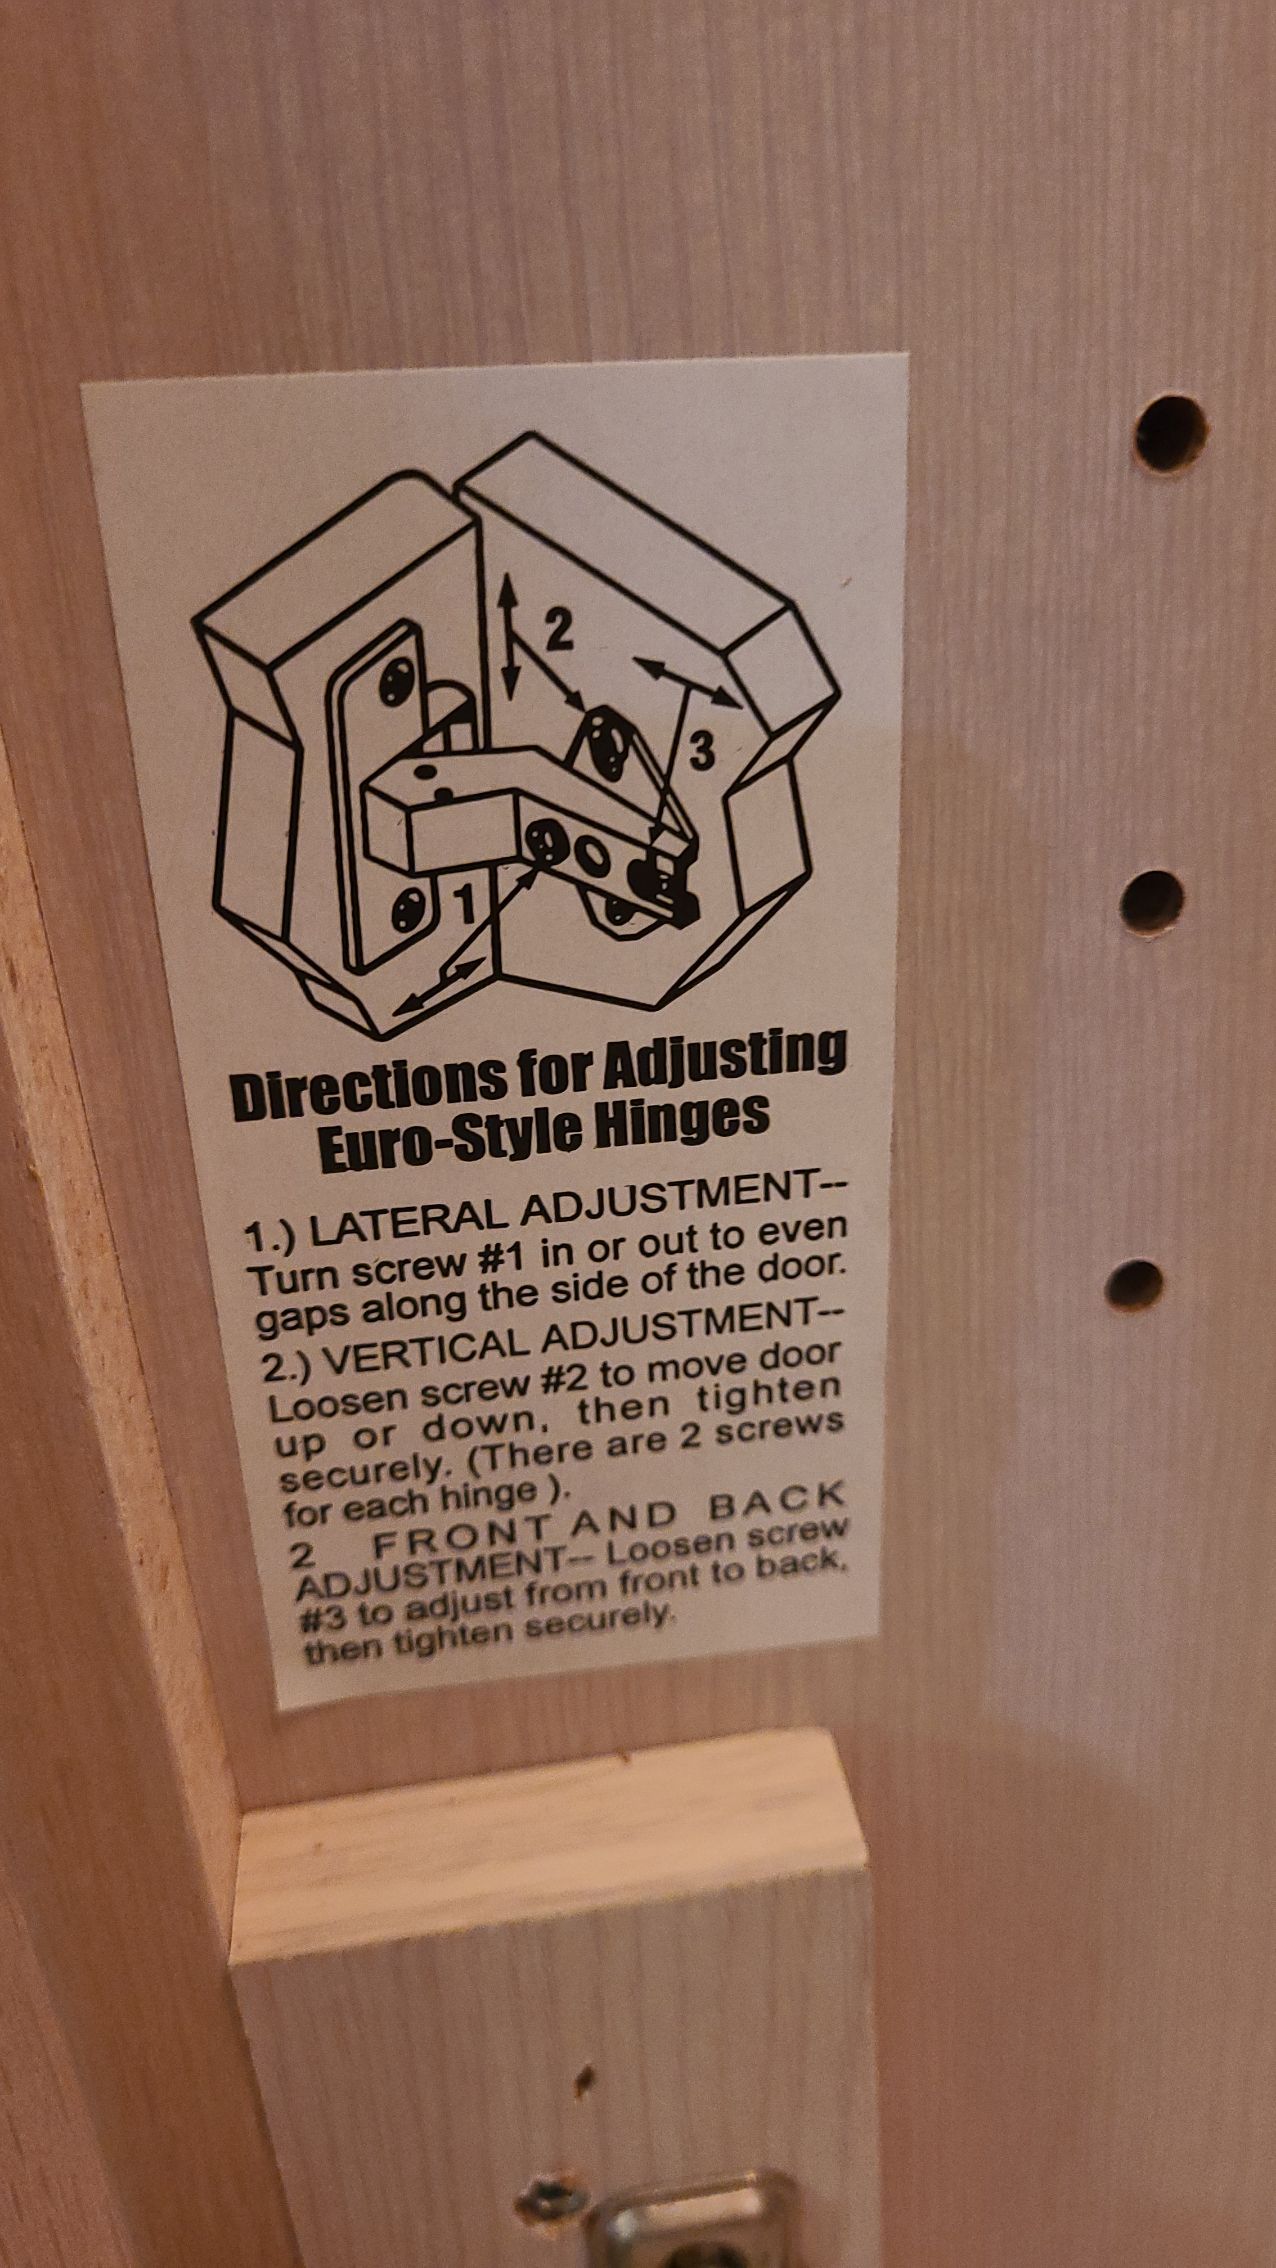 2
3
1
Directions for Adjusting
Euro-Style Hinges
1.) LATERAL ADJUSTMENT--
Turn screw #1 in or out to even
gaps along the side of the door.
2.) VERTICAL ADJUSTMENT--
Loosen screw #2 to move door
up or down, then tighten
securely. (There are 2 screws
for each hinge ).
2 FRONT AND BACK
ADJUSTMENT-- Loosen screw
#3 to adjust from front to back,
then tighten securely.